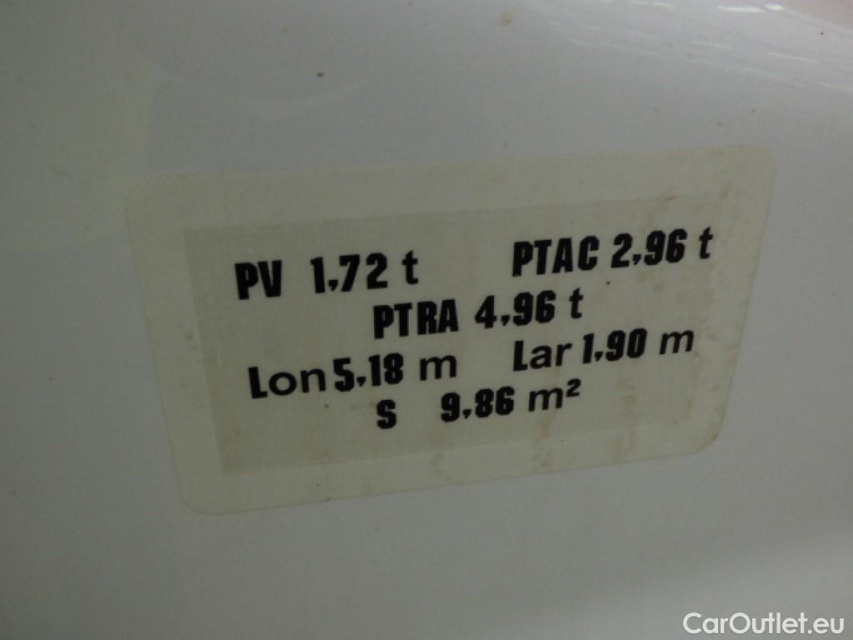 PV 1,72 t PTAC 2,96 t
PTRA 4,96 t
Lon 5,18 m Lar 1,90 m
S 9,86 m²
CarOutlet.eu